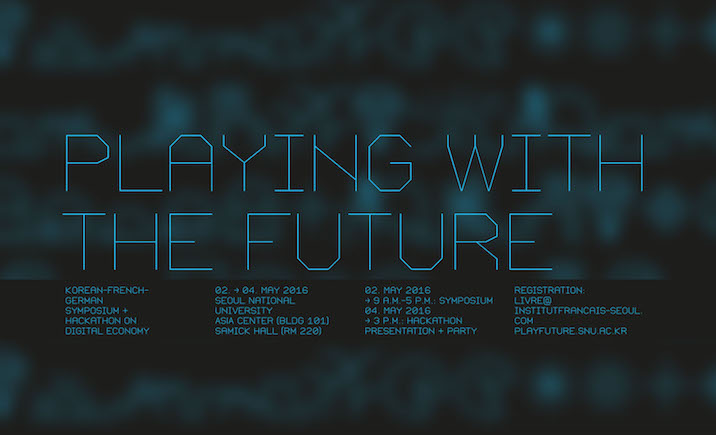 PLAYING WITH
THE FUTURE
KOREAN-FRENCH-
GERMAN
SYMPOSIUM +
HACKATHON ON
DIGITAL ECONOMY
02. → 04. MAY 2016
SEOUL NATIONAL
UNIVERSITY
ASIA CENTER (BLDG 101)
SAMICK HALL (RM 220)
02. MAY 2016
→ 9 A.M.-5 P.M.: SYMPOSIUM
04. MAY 2016
→ 3 P.M.: HACKATHON
PRESENTATION + PARTY
REGISTRATION:
LIVRE@
INSTITUTFRANCAIS-SEOUL.
COM
PLAYFUTURE.SNU.AC.KR